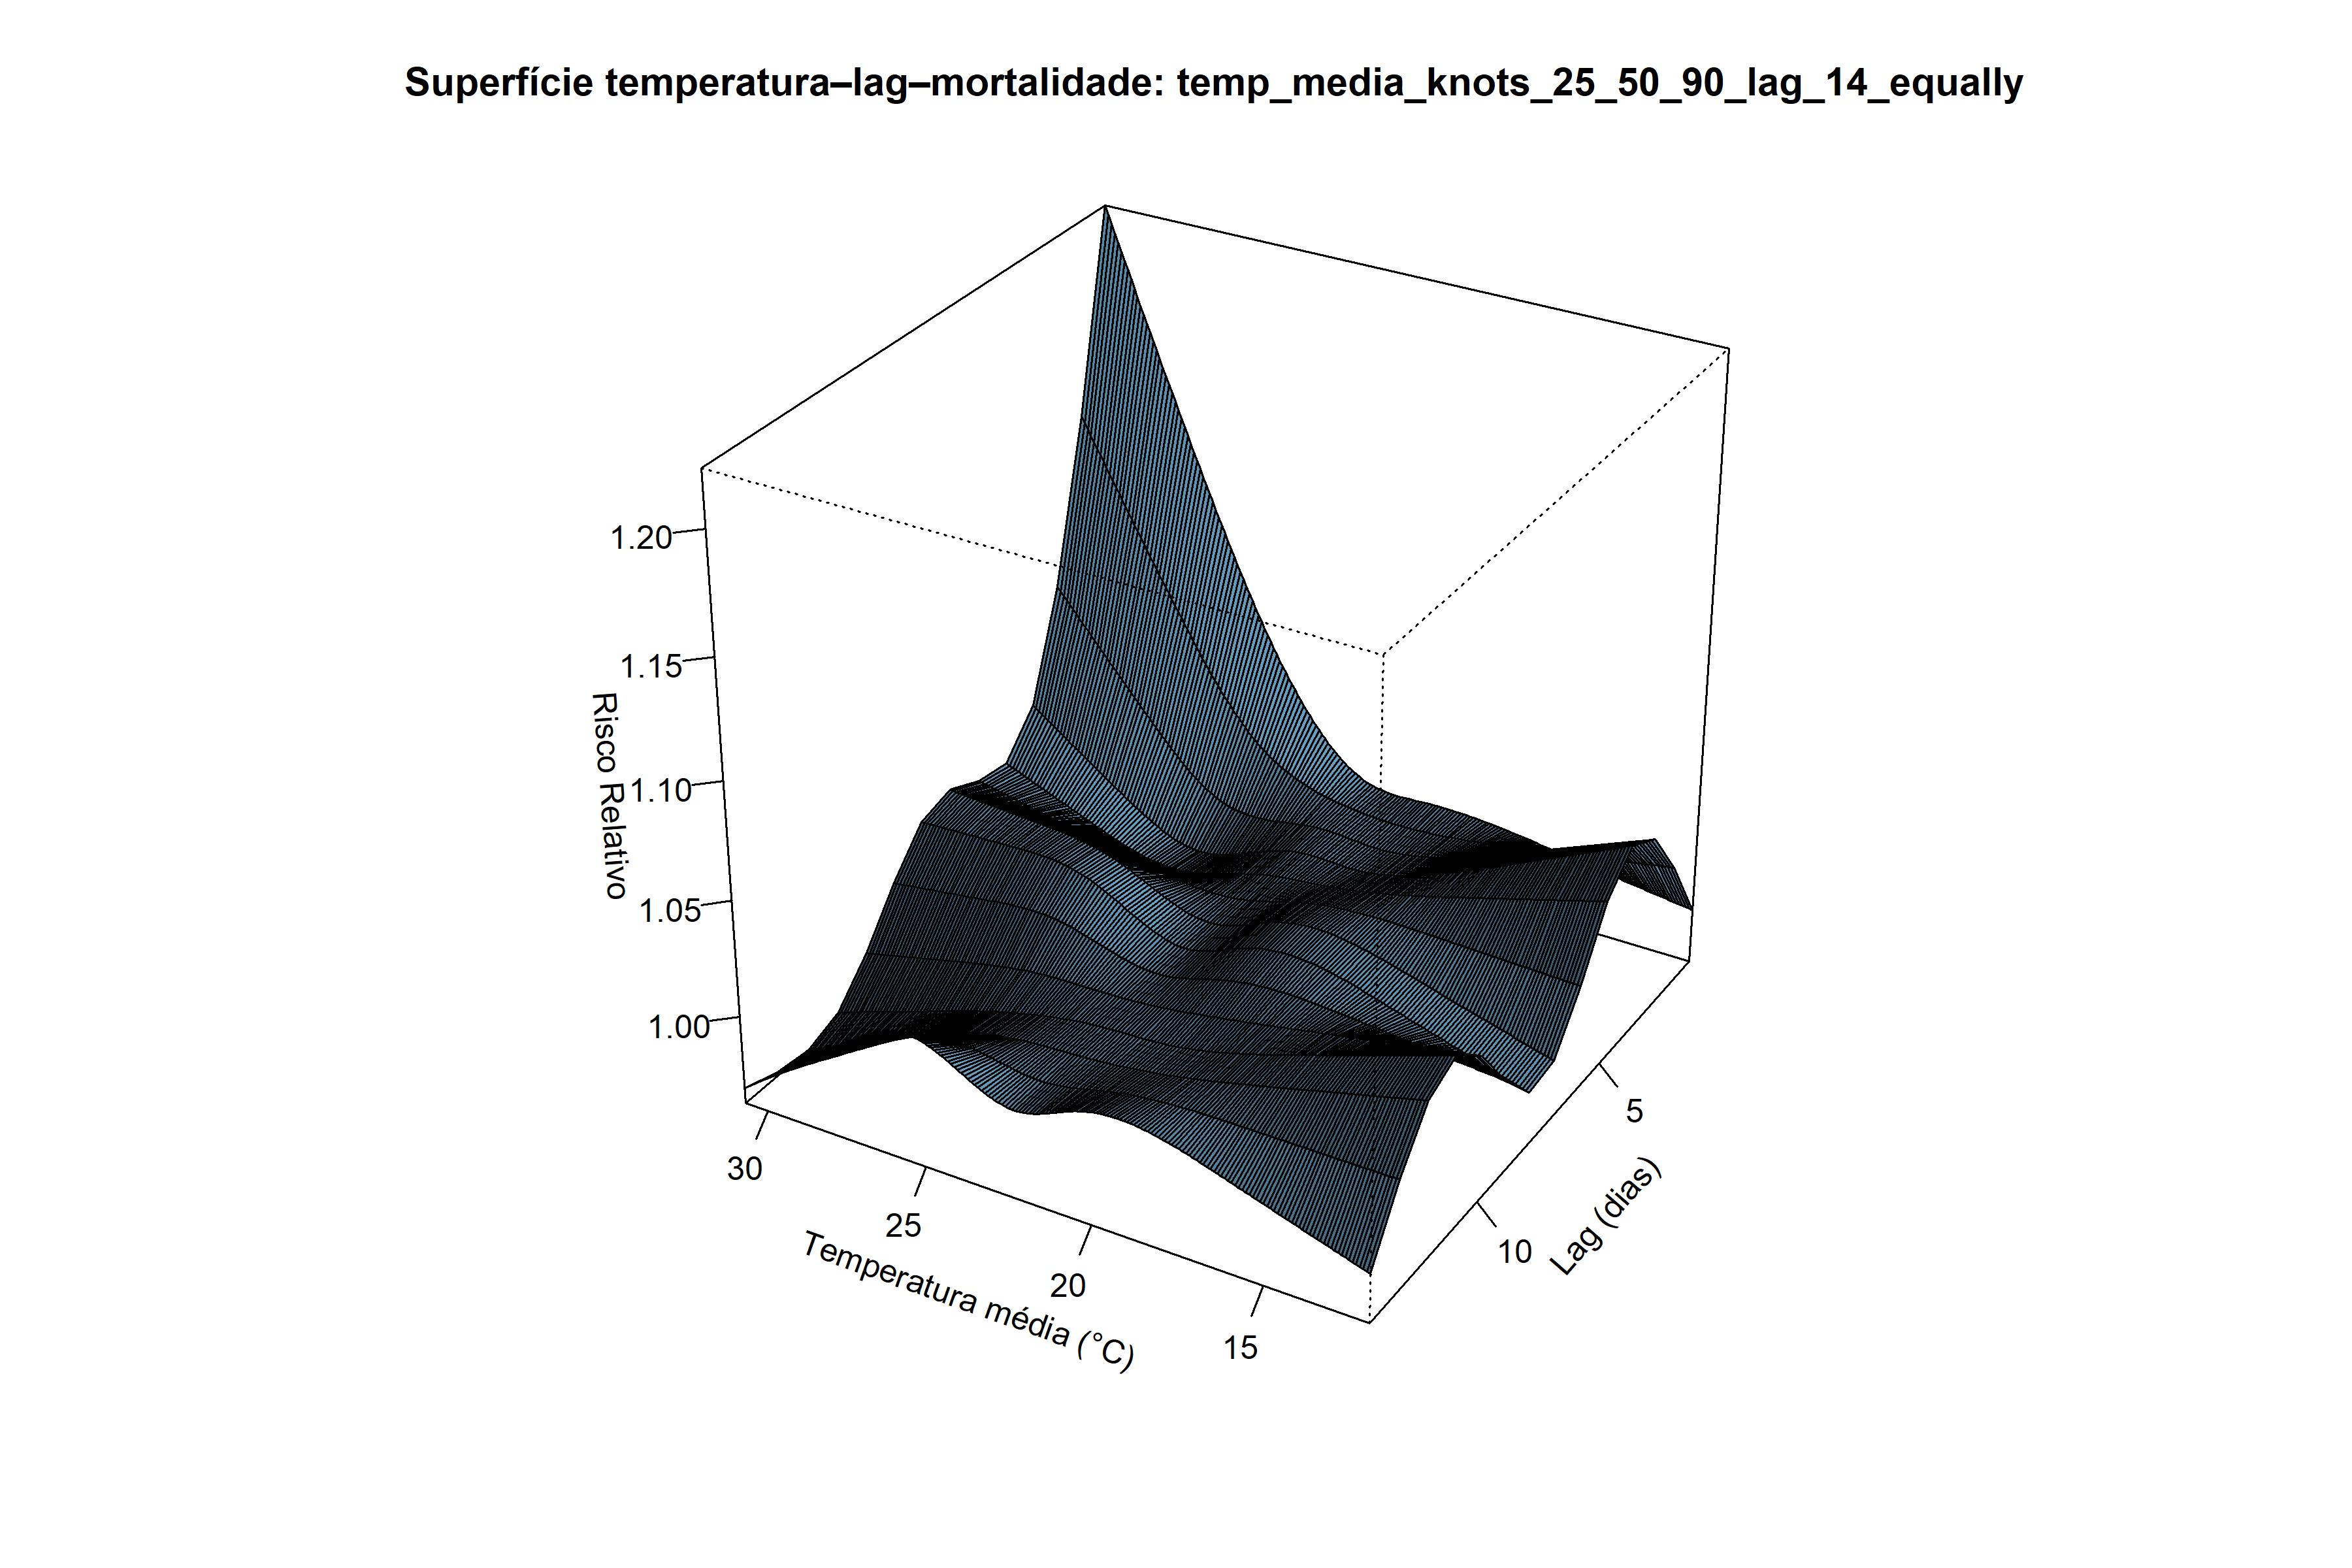 Superfície temperatura–lag–mortalidade: temp_media_knots_25_50_90_lag_14_equally
1.20
1.15
1.10
1.05
1.00
Risco Relativo
30
25
20
15
Temperatura média (°C)
5
10
Lag (dias)